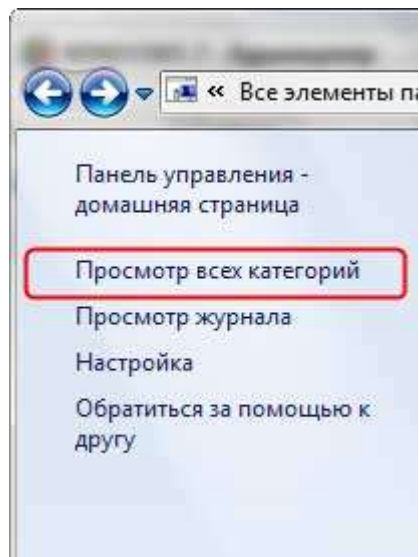 « Все элементы па
Панель управления -
домашняя страница
Просмотр всех категорий
Просмотр журнала
Настройка
Обратиться за помощью к
другу